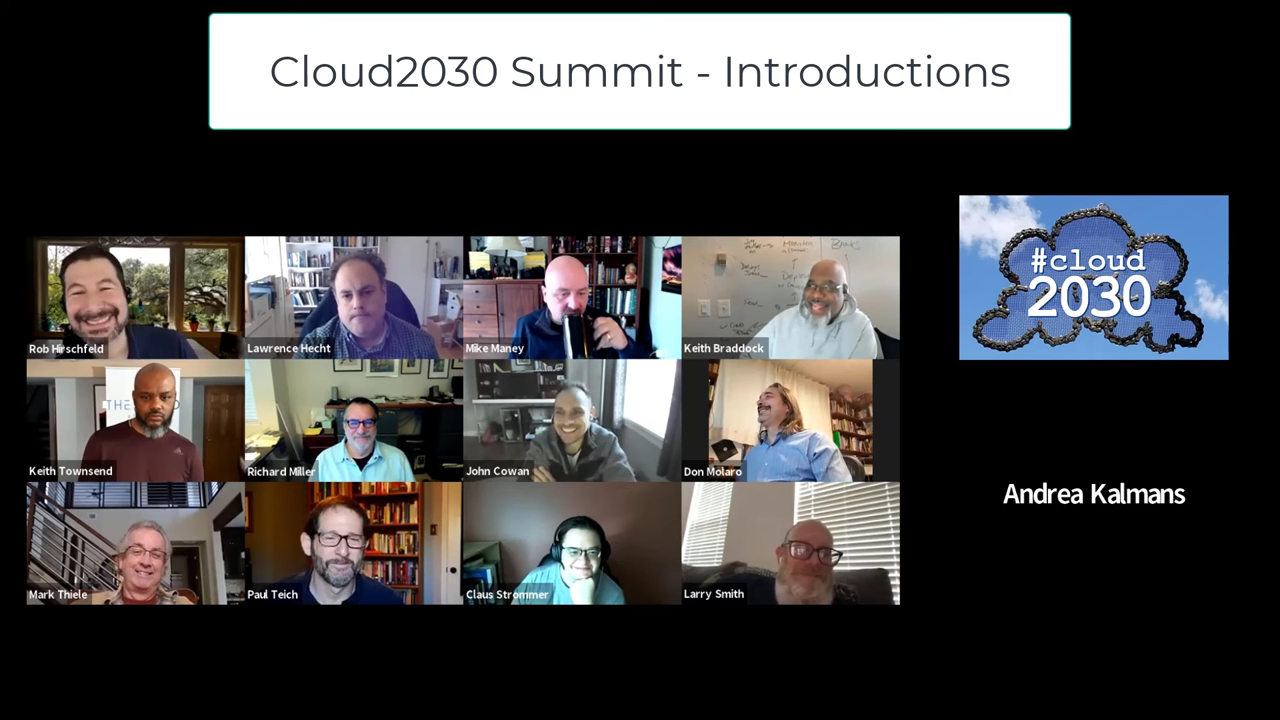 Cloud2030 Summit - Introductions
#cloud
2030
Rob Hirschfeld
Lawrence Hecht
Mike Maney
Keith Braddock
Keith Townsend
Richard Miller
John Cowan
Don Molaro
Andrea Kalmans
Mark Thiele
Paul Teich
Claus Strommer
Larry Smith